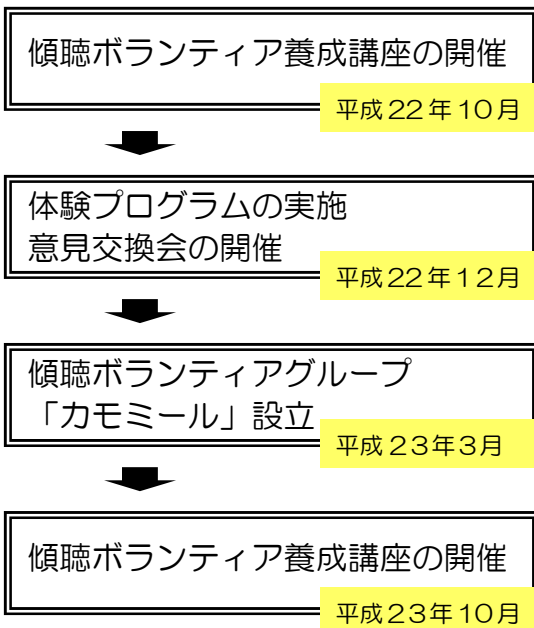 傾聴ボランティア養成講座の開催
平成22年10月
体験プログラムの実施
意見交換会の開催
平成22年12月
傾聴ボランティアグループ
「カモミール」設立
平成23年3月
傾聴ボランティア養成講座の開催
平成23年10月